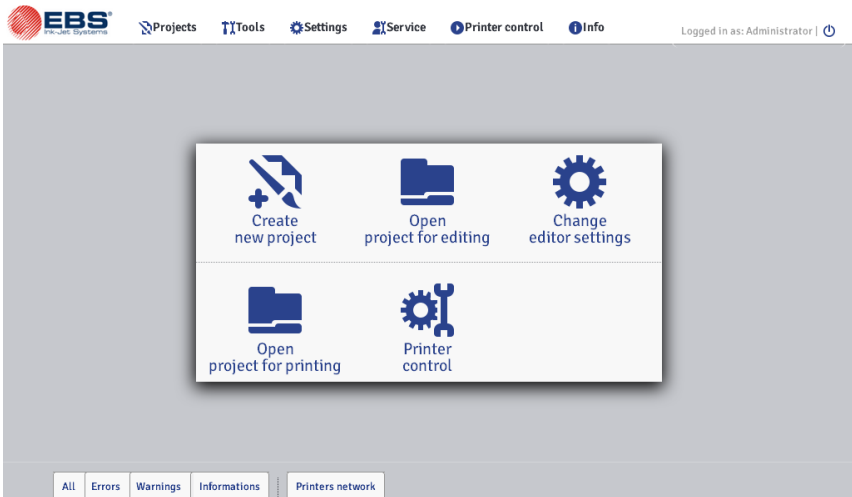 EBS®
Ink-Jet Systems
Projects Tools Settings Service Printer control Info
Logged in as: Administrator |
Create
new project
Open
project for editing
Change
editor settings
Open
project for printing
Printer
control
All Errors Warnings Informations Printers network